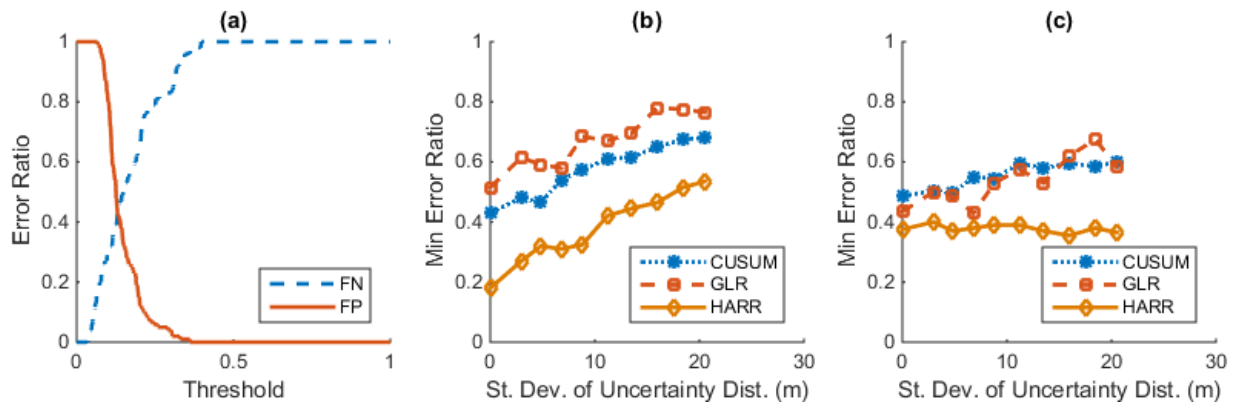 (a)
1
0.8
0.6
0.4
0.2
0
0
0.5
1
Error Ratio
Threshold
FN
FP
(b)
1
0.8
0.6
0.4
0.2
0
0
10
20
30
Min Error Ratio
St. Dev. of Uncertainty Dist. (m)
CUSUM
GLR
HARR
(c)
1
0.8
0.6
0.4
0.2
0
0
10
20
30
Min Error Ratio
St. Dev. of Uncertainty Dist. (m)
CUSUM
GLR
HARR